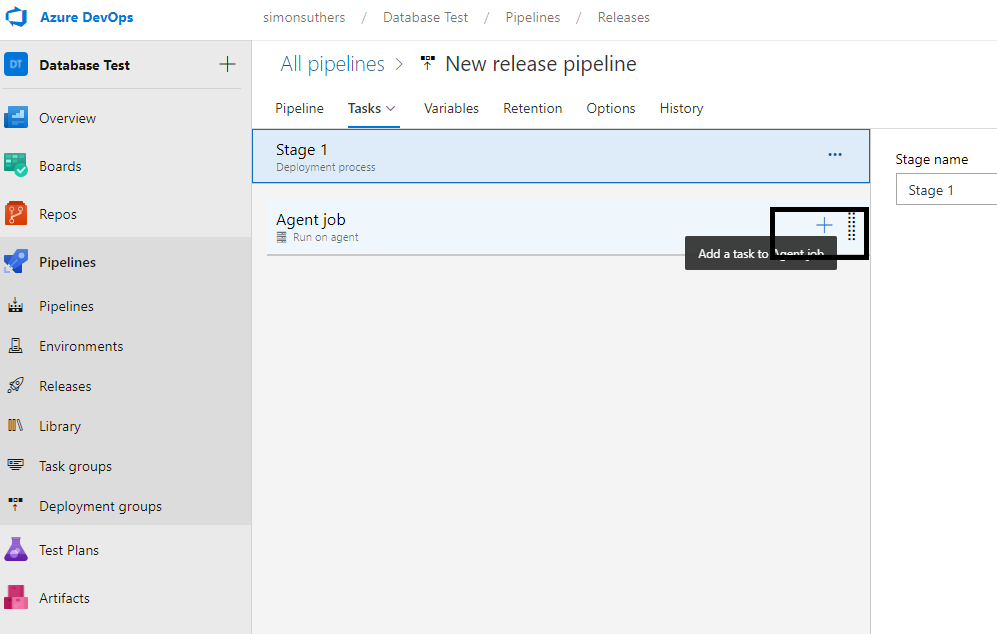 Azure DevOps
simonsuthers / Database Test / Pipelines / Releases
DT Database Test
All pipelines > New release pipeline
Pipeline Tasks Variables Retention Options History
Overview
Boards
Repos
Pipelines
Pipelines
Environments
Releases
Library
Task groups
Deployment groups
Test Plans
Artifacts
Stage 1
Deployment process
Agent job
Run on agent
Add a task to Agent job
Stage name
Stage 1